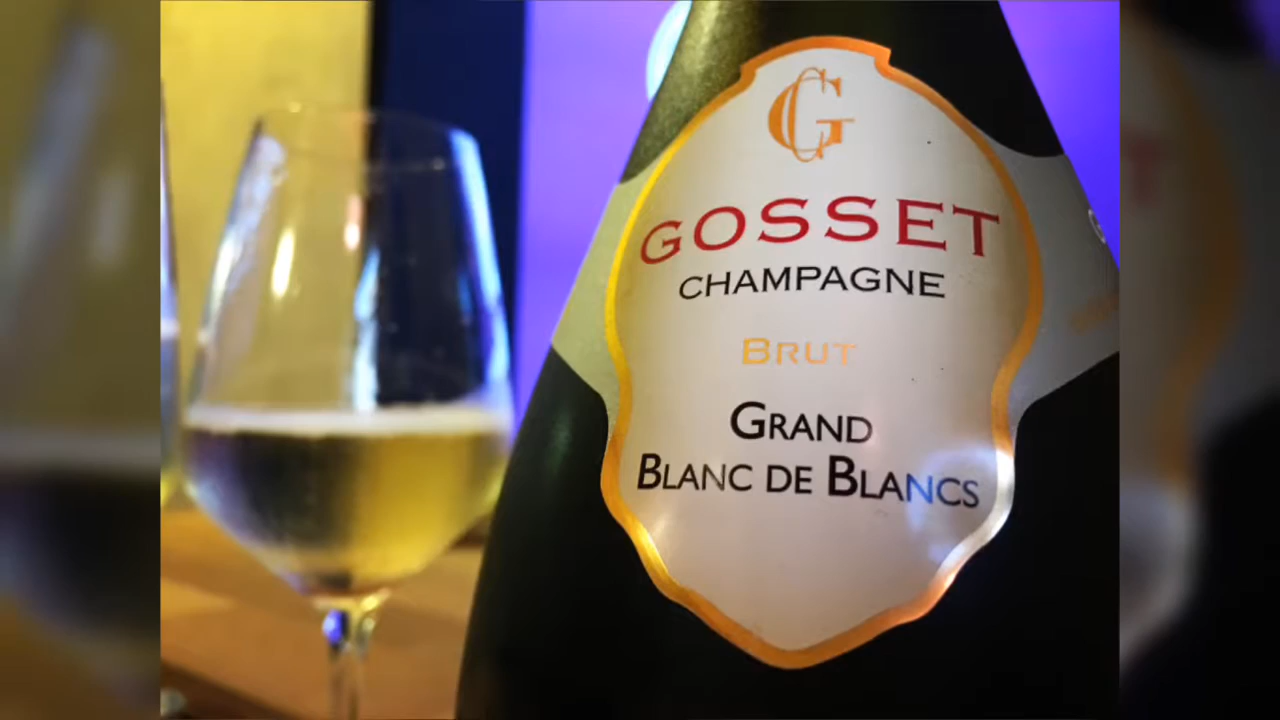 G
GOSSET
CHAMPAGNE
BRUT
GRAND
BLANC DE BLANCS